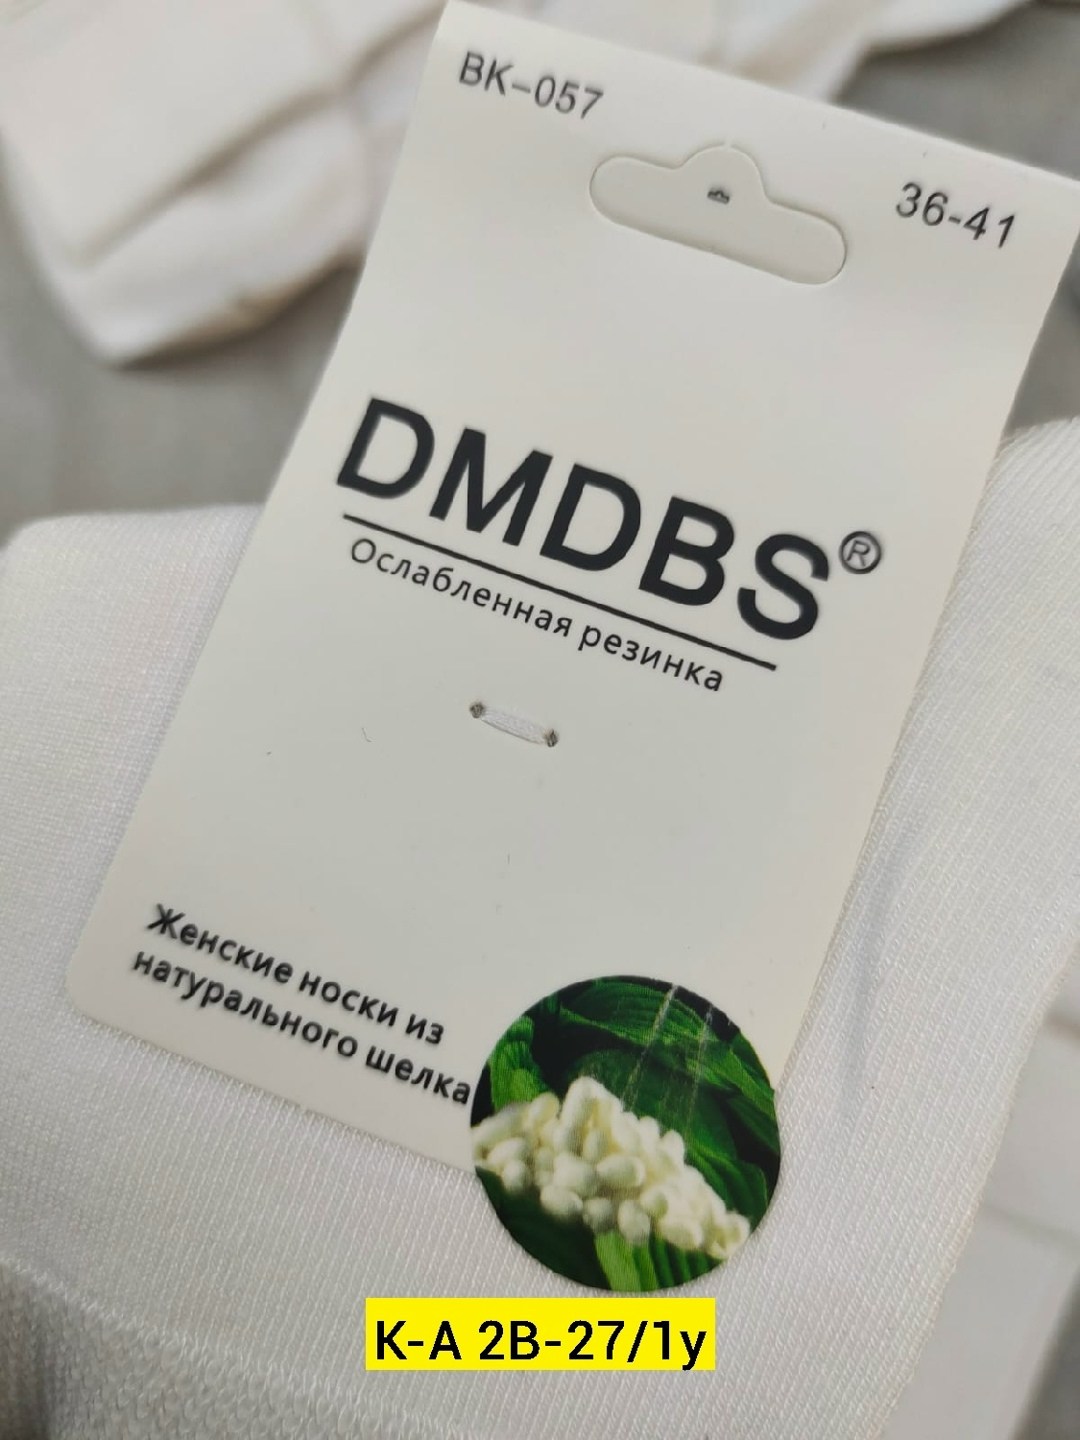 BK-057
36-41
DMDBS®
Ослабленная резинка
Женские носки из
натурального шелка
K-A 2B-27/1y